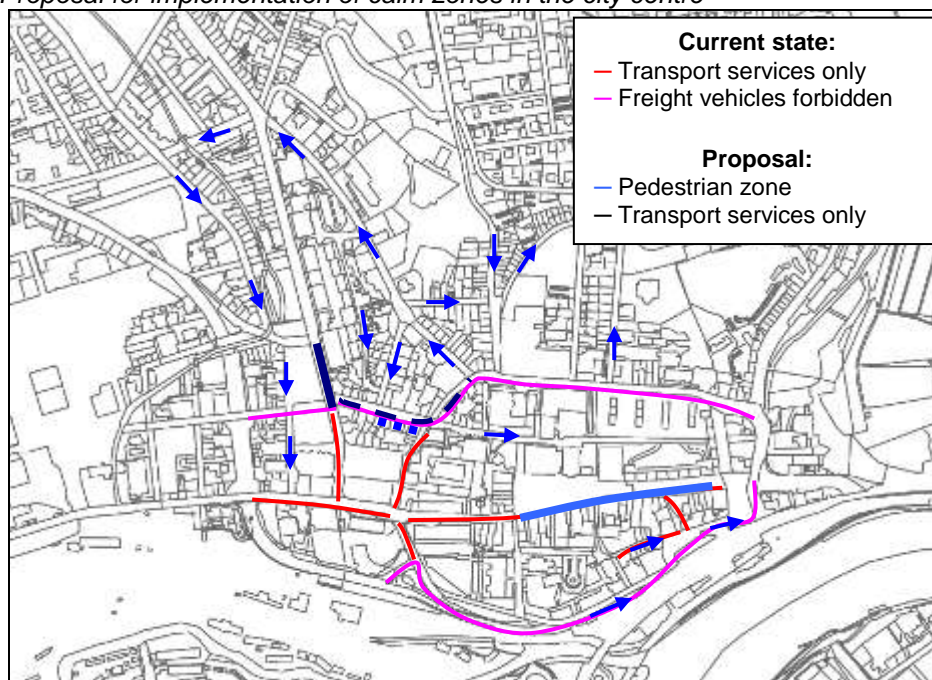 Proposal for implementation of calm zones in the city centre
Current state:
Transport services only
Freight vehicles forbidden
Proposal:
Pedestrian zone
Transport services only